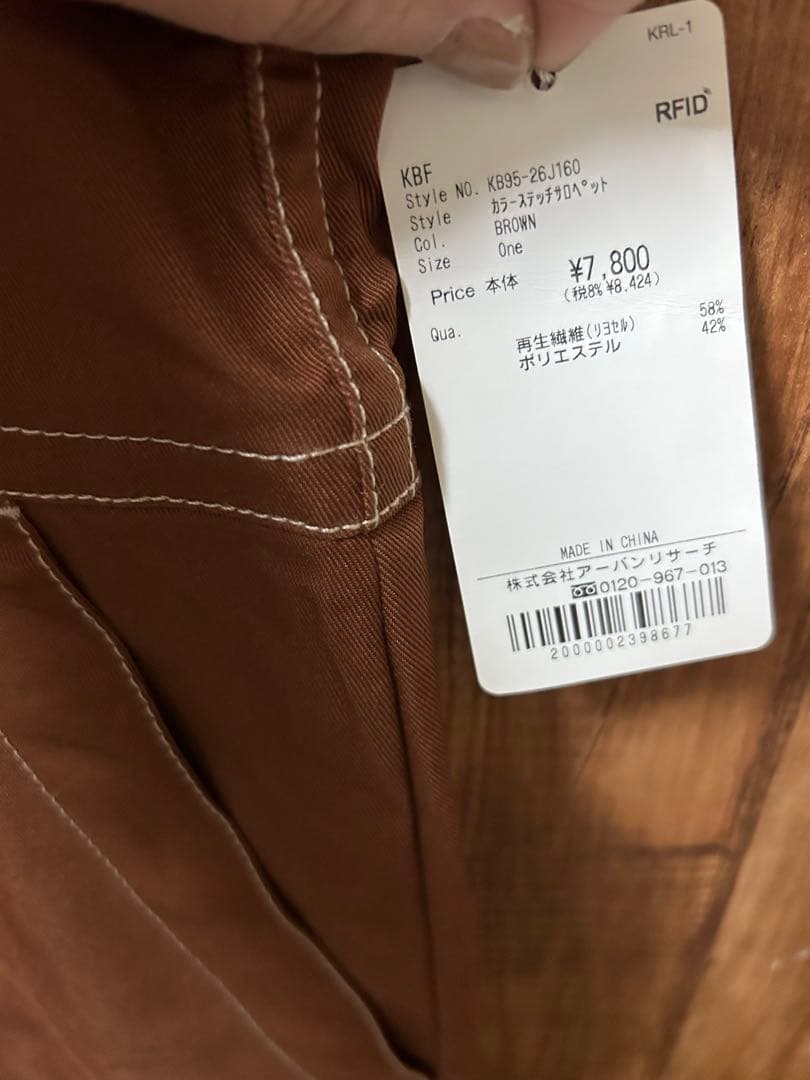 KRL-1
RFID
KBF
Style NO. KB95-26J160
Style カラーステッチサロペット
Col. BROWN
Size One
Price 本体 ¥7,800
(税8% ¥8,424)
Qua. 58%
再生繊維(リヨセル) 42%
ポリエステル
MADE IN CHINA
株式会社アーバンリサーチ
0120-967-013
2000002398677